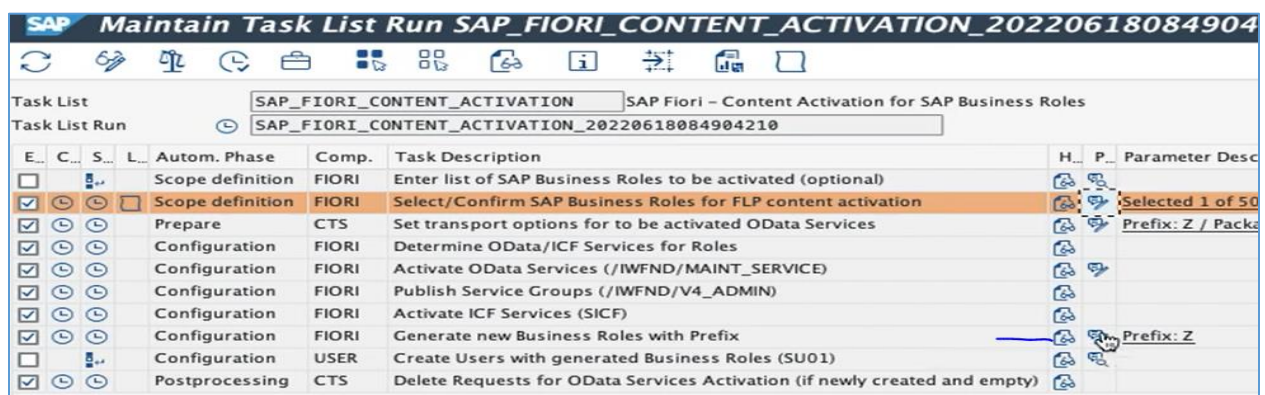 SAP Maintain Task List Run SAP_FIORI_CONTENT_ACTIVATION_20220618084904
Task List SAP_FIORI_CONTENT_ACTIVATION SAP Fiori – Content Activation for SAP Business Roles
Task List Run SAP_FIORI_CONTENT_ACTIVATION_20220618084904210
E... C... S... L... Autom. Phase Comp. Task Description H... P... Parameter Desc
Scope definition FIORI Enter list of SAP Business Roles to be activated (optional)
Scope definition FIORI Select/Confirm SAP Business Roles for FLP content activation Selected 1 of 50
Prepare CTS Set transport options for to be activated OData Services Prefix: Z / Packa
Configuration FIORI Determine OData/ICF Services for Roles
Configuration FIORI Activate OData Services (/IWFND/MAINT_SERVICE)
Configuration FIORI Publish Service Groups (/IWFND/V4_ADMIN)
Configuration FIORI Activate ICF Services (SICF)
Configuration FIORI Generate new Business Roles with Prefix Prefix: Z
Configuration USER Create Users with generated Business Roles (SU01)
Postprocessing CTS Delete Requests for OData Services Activation (if newly created and empty)